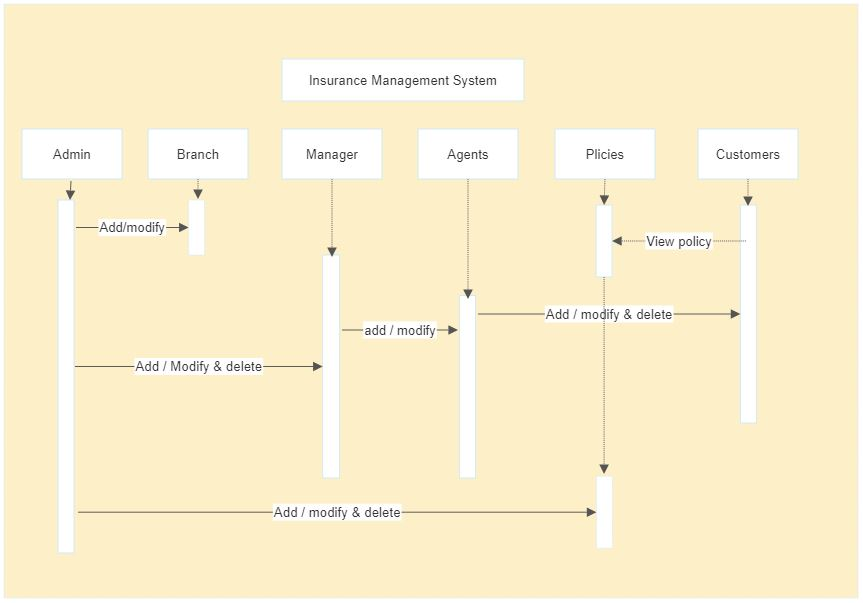 Insurance Management System
Admin
Branch
Manager
Agents
Plicies
Customers
Add/modify
View policy
Add / modify & delete
add / modify
Add / Modify & delete
Add / modify & delete